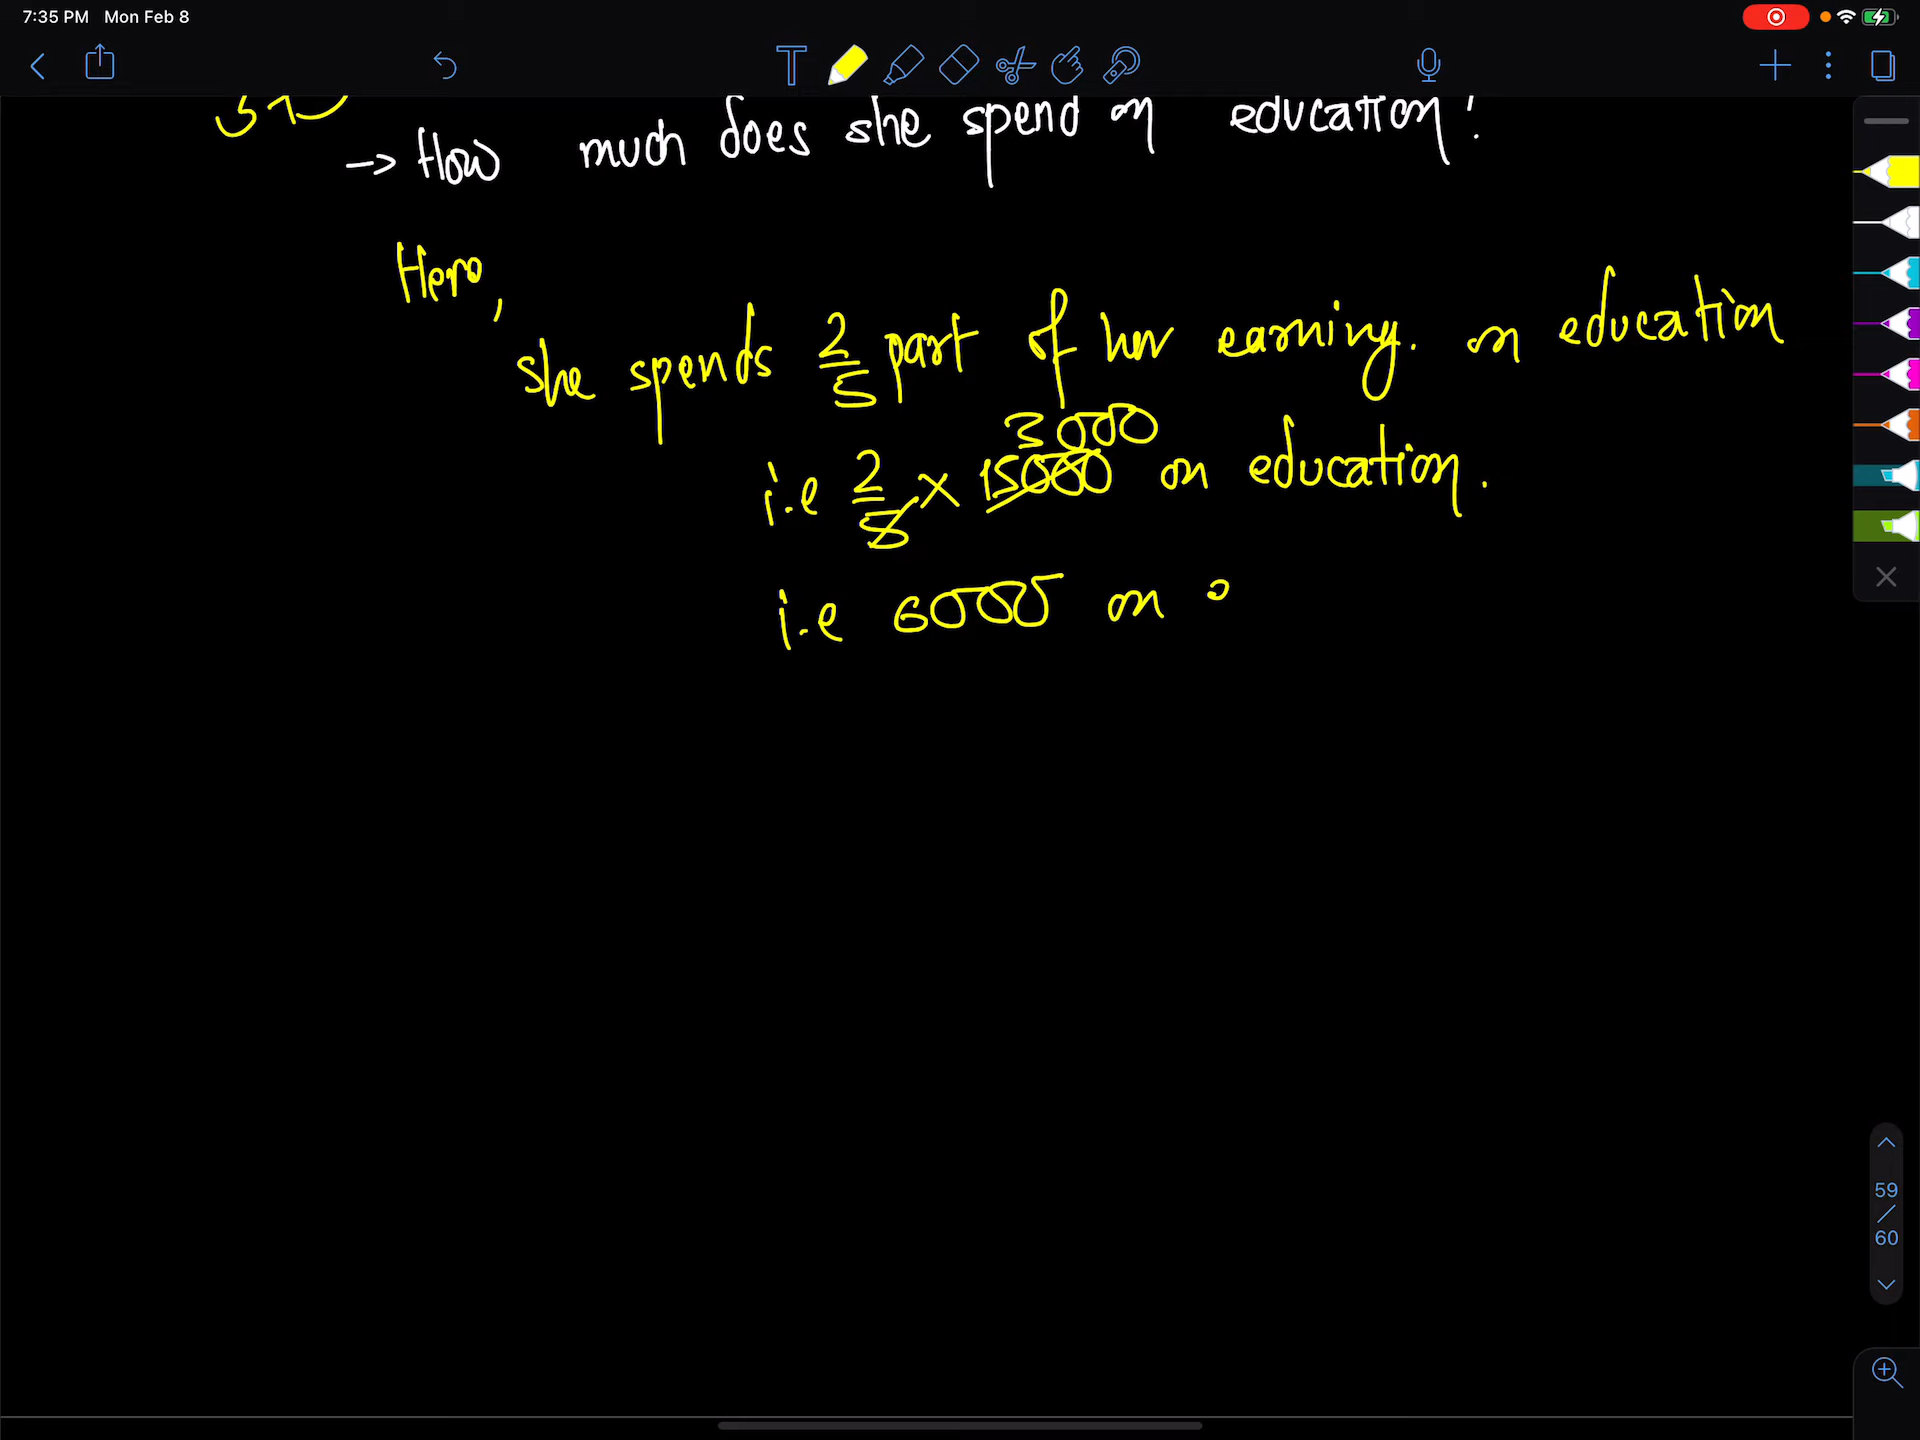 7:35 PM Mon Feb 8
→ How much does she spend on education?
Here,
she spends 2/5 part of her earning. on education
3000
i.e 2/5 × 15000 on education.
i.e 6000 on
59
/
60